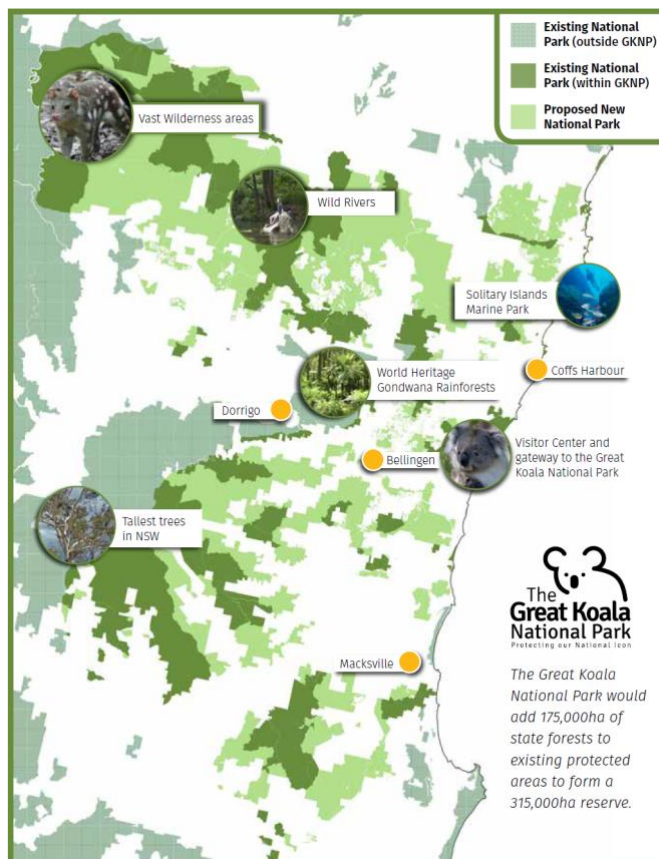 Existing National
Park (outside GKNP)
Existing National
Park (within GKNP)
Proposed New
National Park
Vast Wilderness areas
Wild Rivers
Solitary Islands
Marine Park
World Heritage
Gondwana Rainforests
Coffs Harbour
Dorrigo
Bellingen
Visitor Center and
gateway to the Great
Koala National Park
Tallest trees
in NSW
The
Great Koala
National Park
Protecting our National Icon
Macksville
The Great Koala
National Park would
add 175,000ha of
state forests to
existing protected
areas to form a
315,000ha reserve.